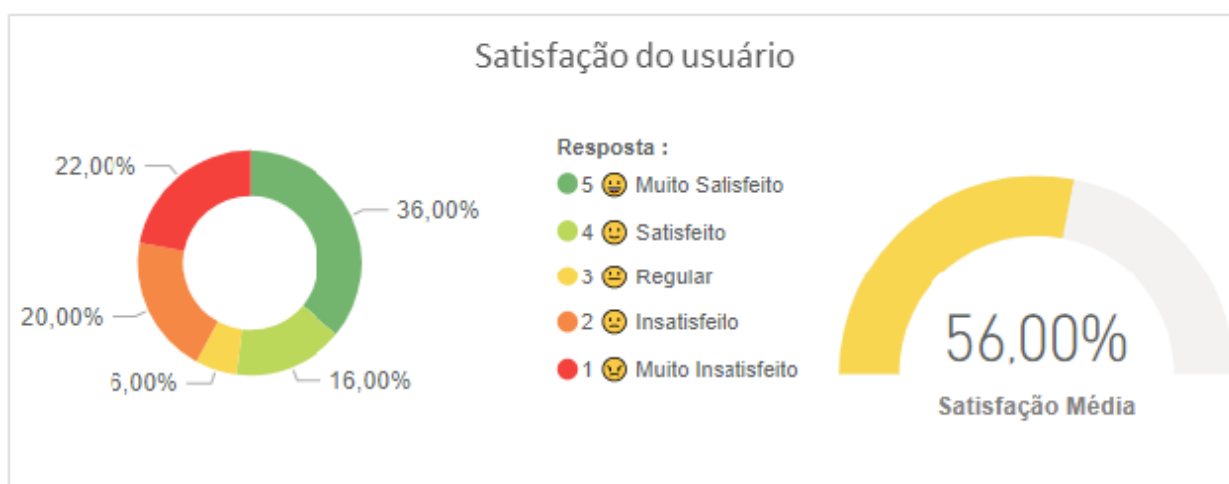 Satisfação do usuário
22,00%
36,00%
20,00%
6,00%
16,00%
Resposta :
5 😀 Muito Satisfeito
4 🙂 Satisfeito
3 😐 Regular
2 🙁 Insatisfeito
1 😠 Muito Insatisfeito
56,00%
Satisfação Média